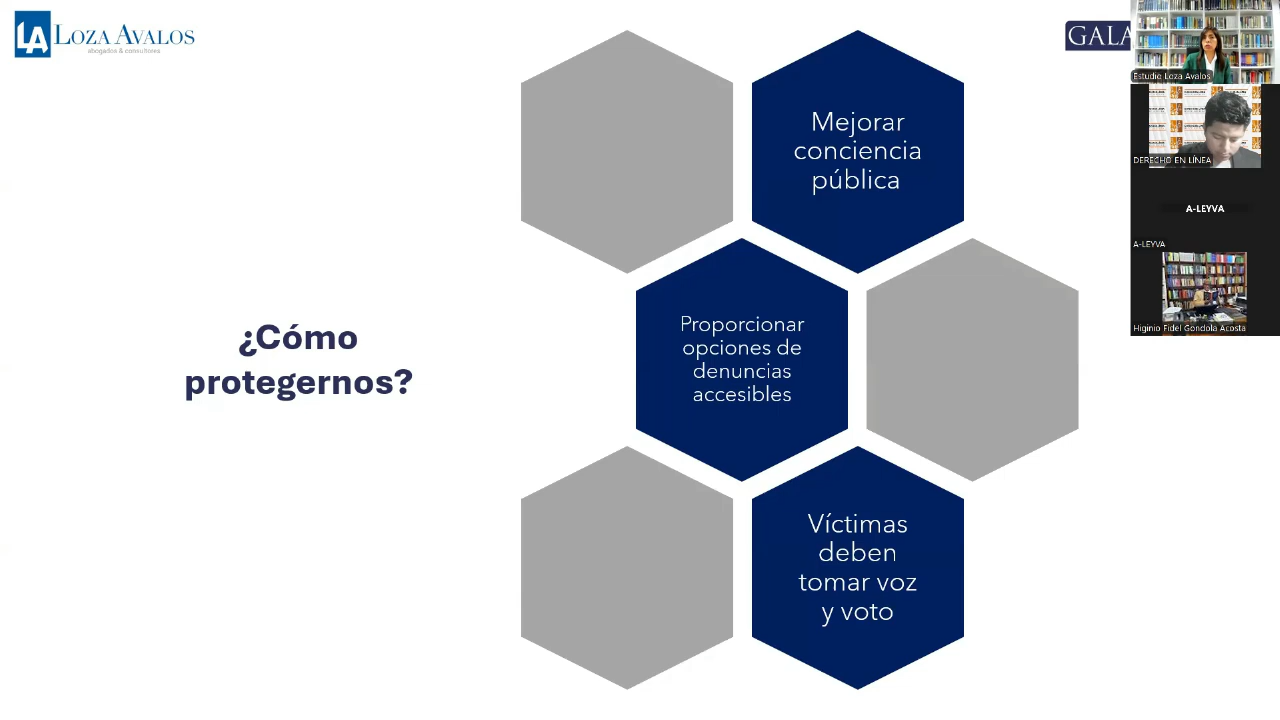 LA LOZA AVALOS
abogados & consultores
GALA
Estudio Loza Avalos
DERECHO EN LÍNEA
A-LEYVA
A-LEYVA
Higinio Fidel Gondola Acosta
¿Cómo
protegernos?
Mejorar
conciencia
pública
Proporcionar
opciones de
denuncias
accesibles
Víctimas
deben
tomar voz
y voto